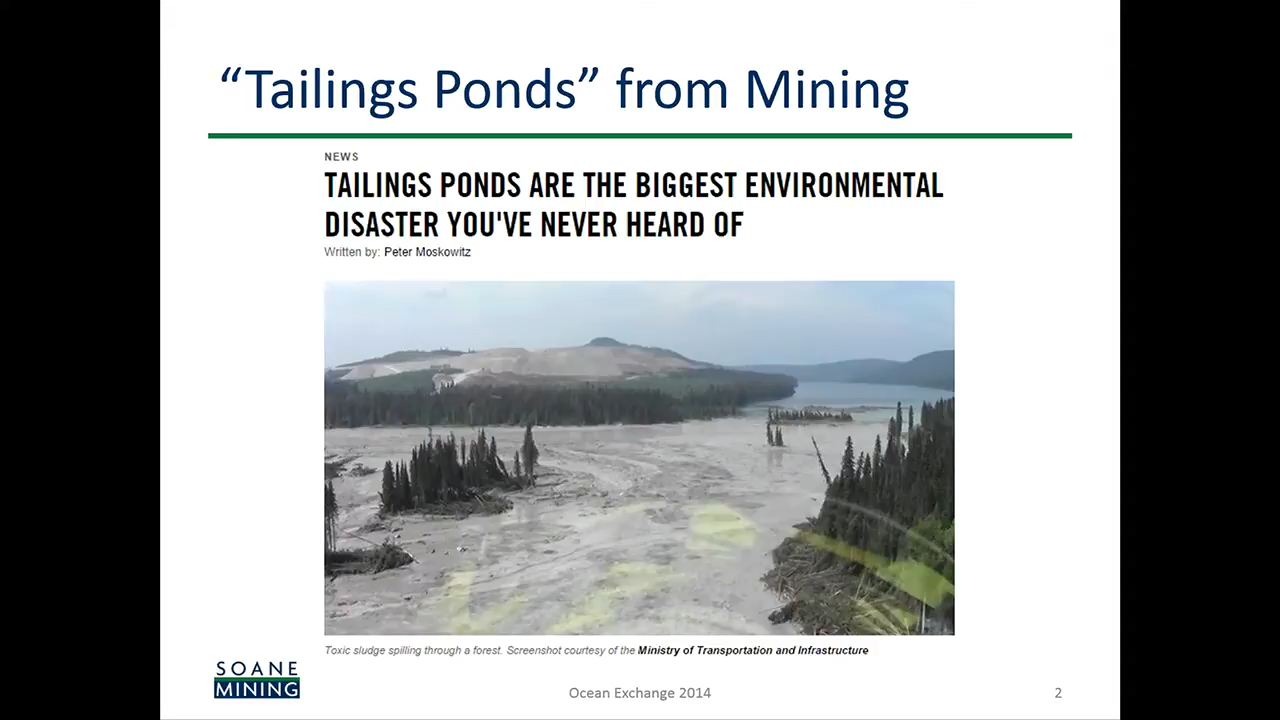 “Tailings Ponds” from Mining
NEWS
TAILINGS PONDS ARE THE BIGGEST ENVIRONMENTAL
DISASTER YOU'VE NEVER HEARD OF
Written by: Peter Moskowitz
Toxic sludge spilling through a forest. Screenshot courtesy of the Ministry of Transportation and Infrastructure
SOANE
MINING
Ocean Exchange 2014
2